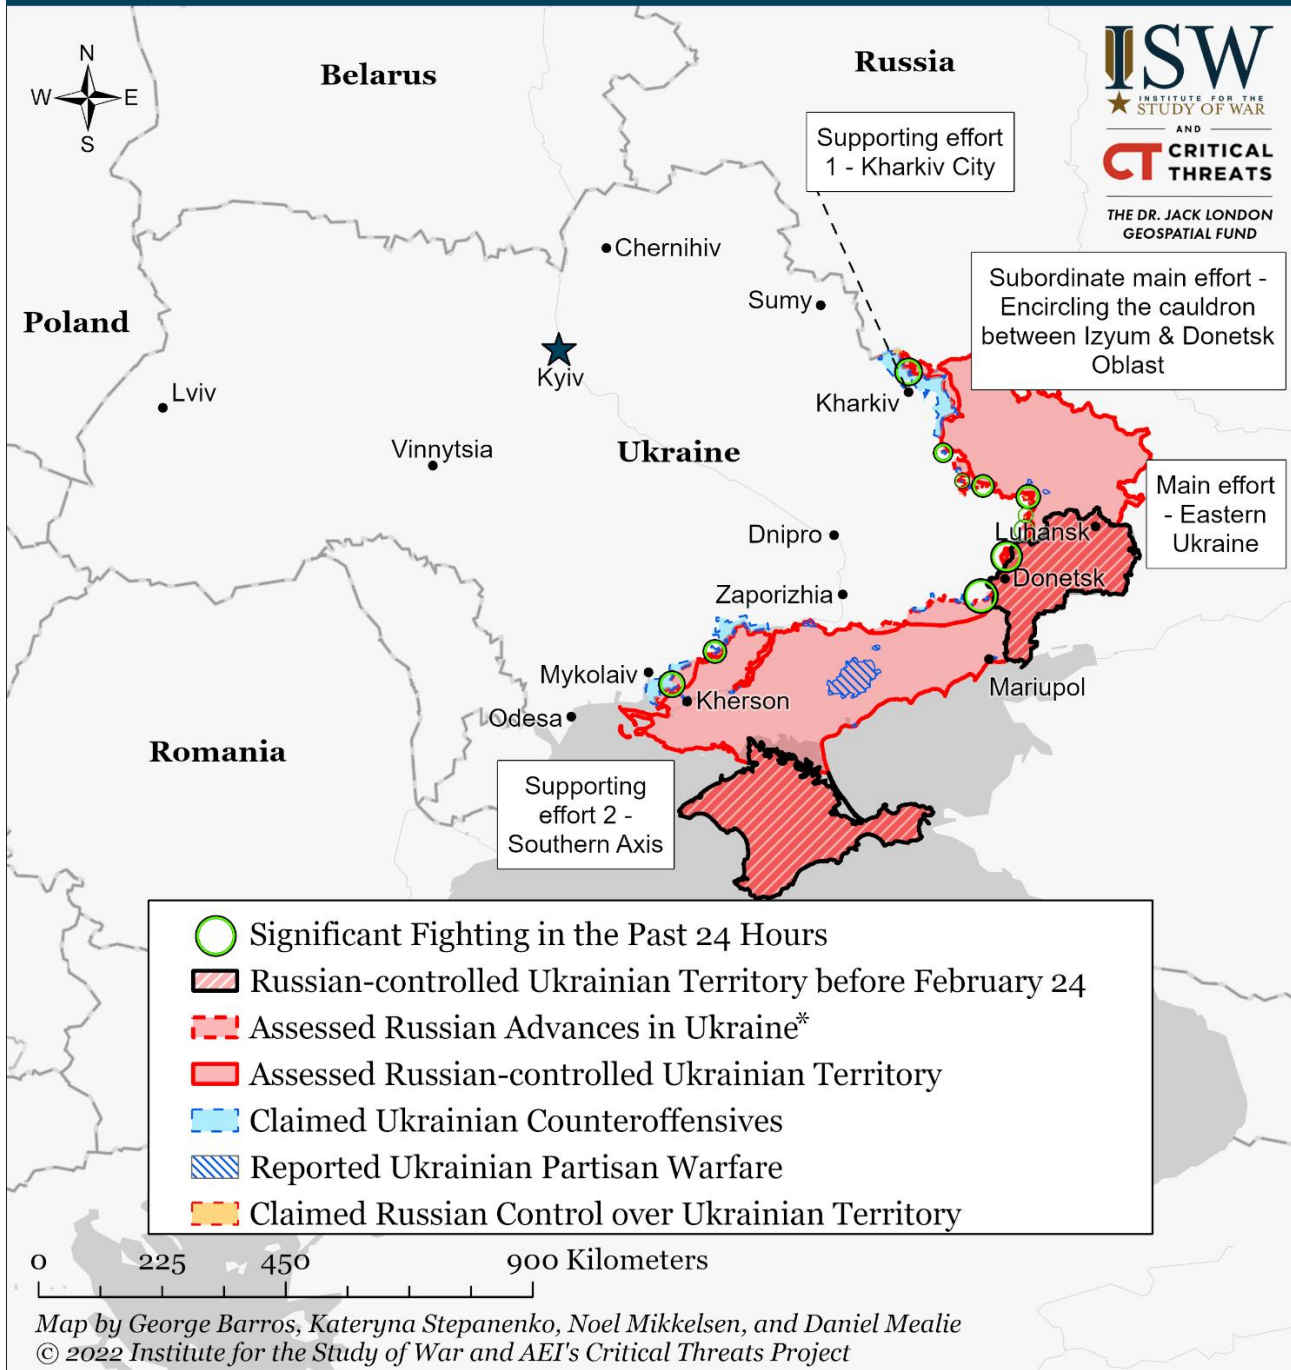 N
W
E
S
Belarus
Russia
ISW
INSTITUTE FOR THE
STUDY OF WAR
AND
CT CRITICAL
THREATS
THE DR. JACK LONDON
GEOSPATIAL FUND
Supporting effort
1 - Kharkiv City
Chernihiv
Sumy
Subordinate main effort -
Encircling the cauldron
between Izyum & Donetsk
Oblast
Poland
Kyiv
Lviv
Kharkiv
Vinnytsia
Ukraine
Main effort
- Eastern
Ukraine
Dnipro
Luhansk
Donetsk
Zaporizhia
Mykolaiv
Mariupol
Kherson
Odesa
Romania
Supporting
effort 2 -
Southern Axis
Significant Fighting in the Past 24 Hours
Russian-controlled Ukrainian Territory before February 24
Assessed Russian Advances in Ukraine*
Assessed Russian-controlled Ukrainian Territory
Claimed Ukrainian Counteroffensives
Reported Ukrainian Partisan Warfare
Claimed Russian Control over Ukrainian Territory
0 225 450 900 Kilometers
Map by George Barros, Kateryna Stepanenko, Noel Mikkelsen, and Daniel Mealie
© 2022 Institute for the Study of War and AEI's Critical Threats Project